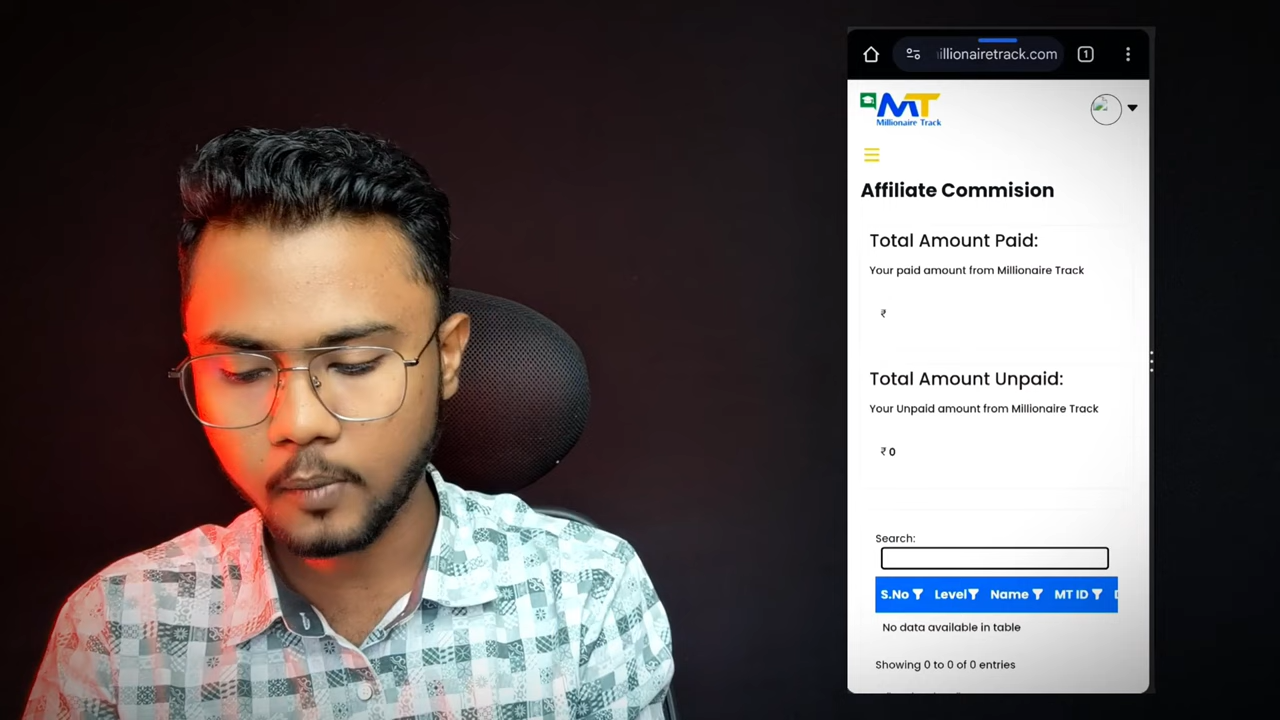 illionairetrack.com
1
MT
Millionaire Track
Affiliate Commision
Total Amount Paid:
Your paid amount from Millionaire Track
₹
Total Amount Unpaid:
Your Unpaid amount from Millionaire Track
₹ 0
Search:
S.No Level Name MT ID
No data available in table
Showing 0 to 0 of 0 entries